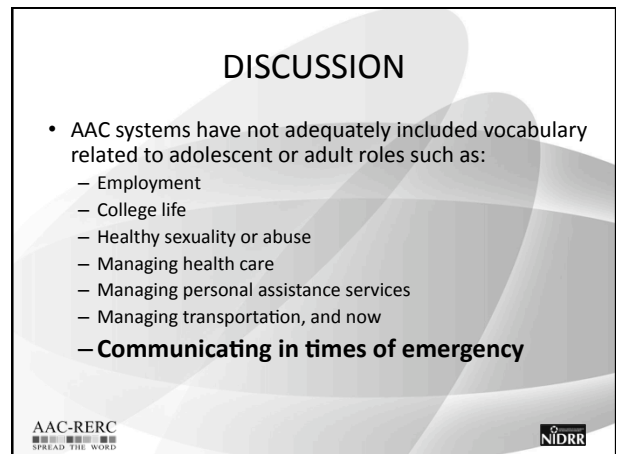 DISCUSSION
• AAC systems have not adequately included vocabulary
related to adolescent or adult roles such as:
– Employment
– College life
– Healthy sexuality or abuse
– Managing health care
– Managing personal assistance services
– Managing transportation, and now
– Communicating in times of emergency
AAC-RERC
SPREAD THE WORD
NIDRR